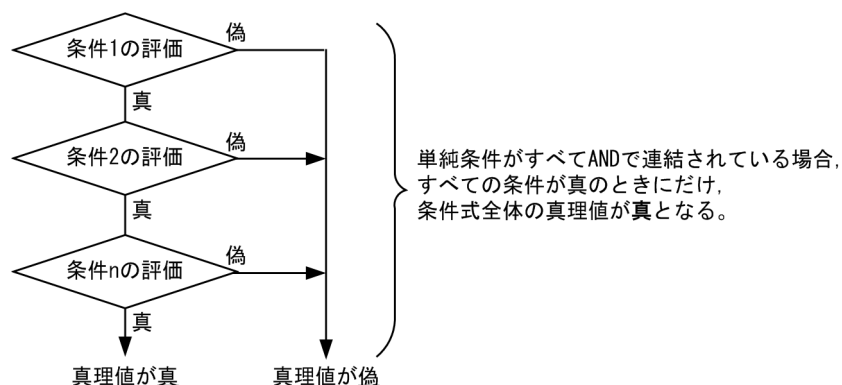 条件1の評価
偽
真
条件2の評価
偽
真
条件nの評価
偽
真
真理値が真
真理値が偽
単純条件がすべてANDで連結されている場合,
すべての条件が真のときにだけ,
条件式全体の真理値が真となる。